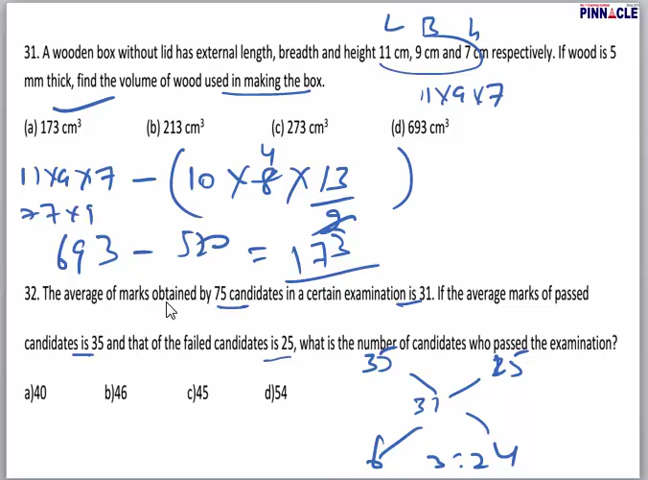 PINNACLE
L B h
31. A wooden box without lid has external length, breadth and height 11 cm, 9 cm and 7 cm respectively. If wood is 5
mm thick, find the volume of wood used in making the box.
11×9×7
(a) 173 cm³ (b) 213 cm³ (c) 273 cm³ (d) 693 cm³
11×9×7 − (10 × 8 4 × 13/2)
77×9
693 − 520 = 173
32. The average of marks obtained by 75 candidates in a certain examination is 31. If the average marks of passed
candidates is 35 and that of the failed candidates is 25, what is the number of candidates who passed the examination?
35 25
a)40 b)46 c)45 d)54
31
6 3:2 4